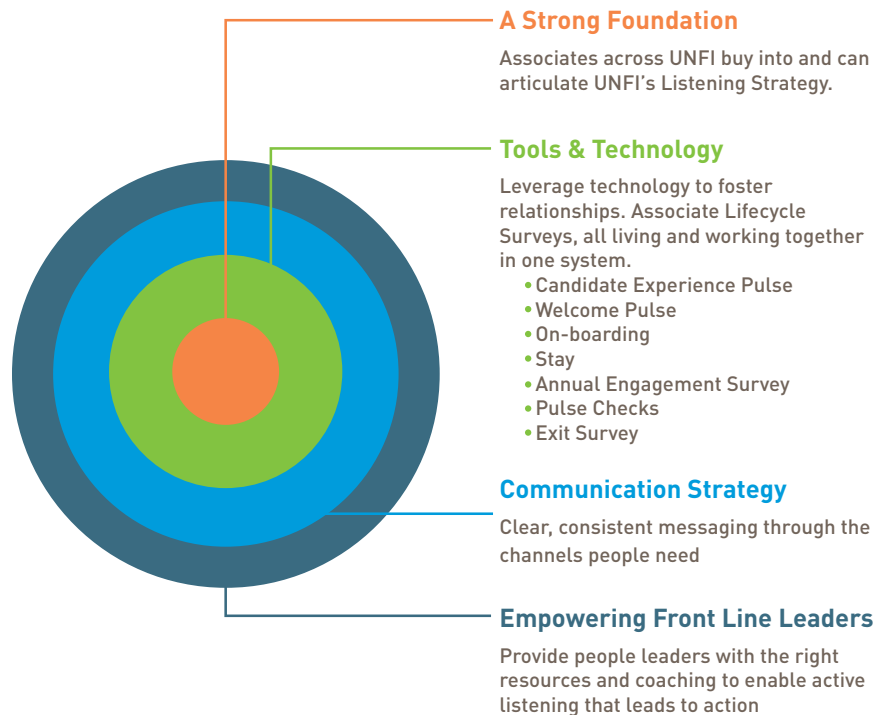 A Strong Foundation
Associates across UNFI buy into and can
articulate UNFI's Listening Strategy.
Tools & Technology
Leverage technology to foster
relationships. Associate Lifecycle
Surveys, all living and working together
in one system.
• Candidate Experience Pulse
• Welcome Pulse
• On-boarding
• Stay
• Annual Engagement Survey
• Pulse Checks
• Exit Survey
Communication Strategy
Clear, consistent messaging through the
channels people need
Empowering Front Line Leaders
Provide people leaders with the right
resources and coaching to enable active
listening that leads to action